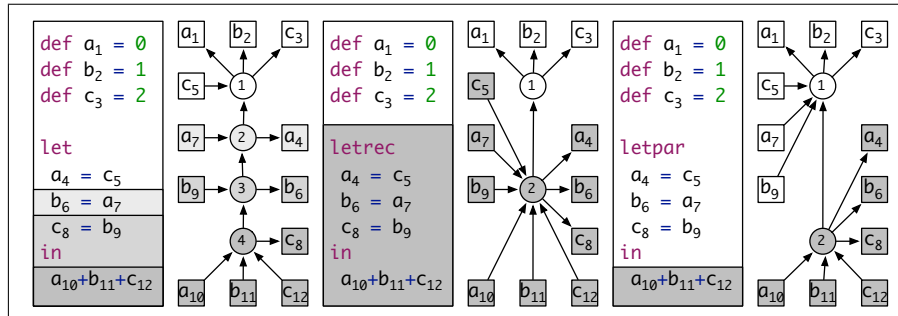 def a₁ = 0
def b₂ = 1
def c₃ = 2
let
a₄ = c₅
b₆ = a₇
c₈ = b₉
in
a₁₀+b₁₁+c₁₂
a₁ b₂ c₃
c₅ 1
a₇ 2 a₄
b₉ 3 b₆
4 c₈
a₁₀ b₁₁ c₁₂
def a₁ = 0
def b₂ = 1
def c₃ = 2
letrec
a₄ = c₅
b₆ = a₇
c₈ = b₉
in
a₁₀+b₁₁+c₁₂
a₁ b₂ c₃
c₅ 1
a₇ a₄
b₉ 2 b₆
c₈
a₁₀ b₁₁ c₁₂
def a₁ = 0
def b₂ = 1
def c₃ = 2
letpar
a₄ = c₅
b₆ = a₇
c₈ = b₉
in
a₁₀+b₁₁+c₁₂
a₁ b₂ c₃
c₅ 1
a₇ a₄
b₉ b₆
2 c₈
a₁₀ b₁₁ c₁₂